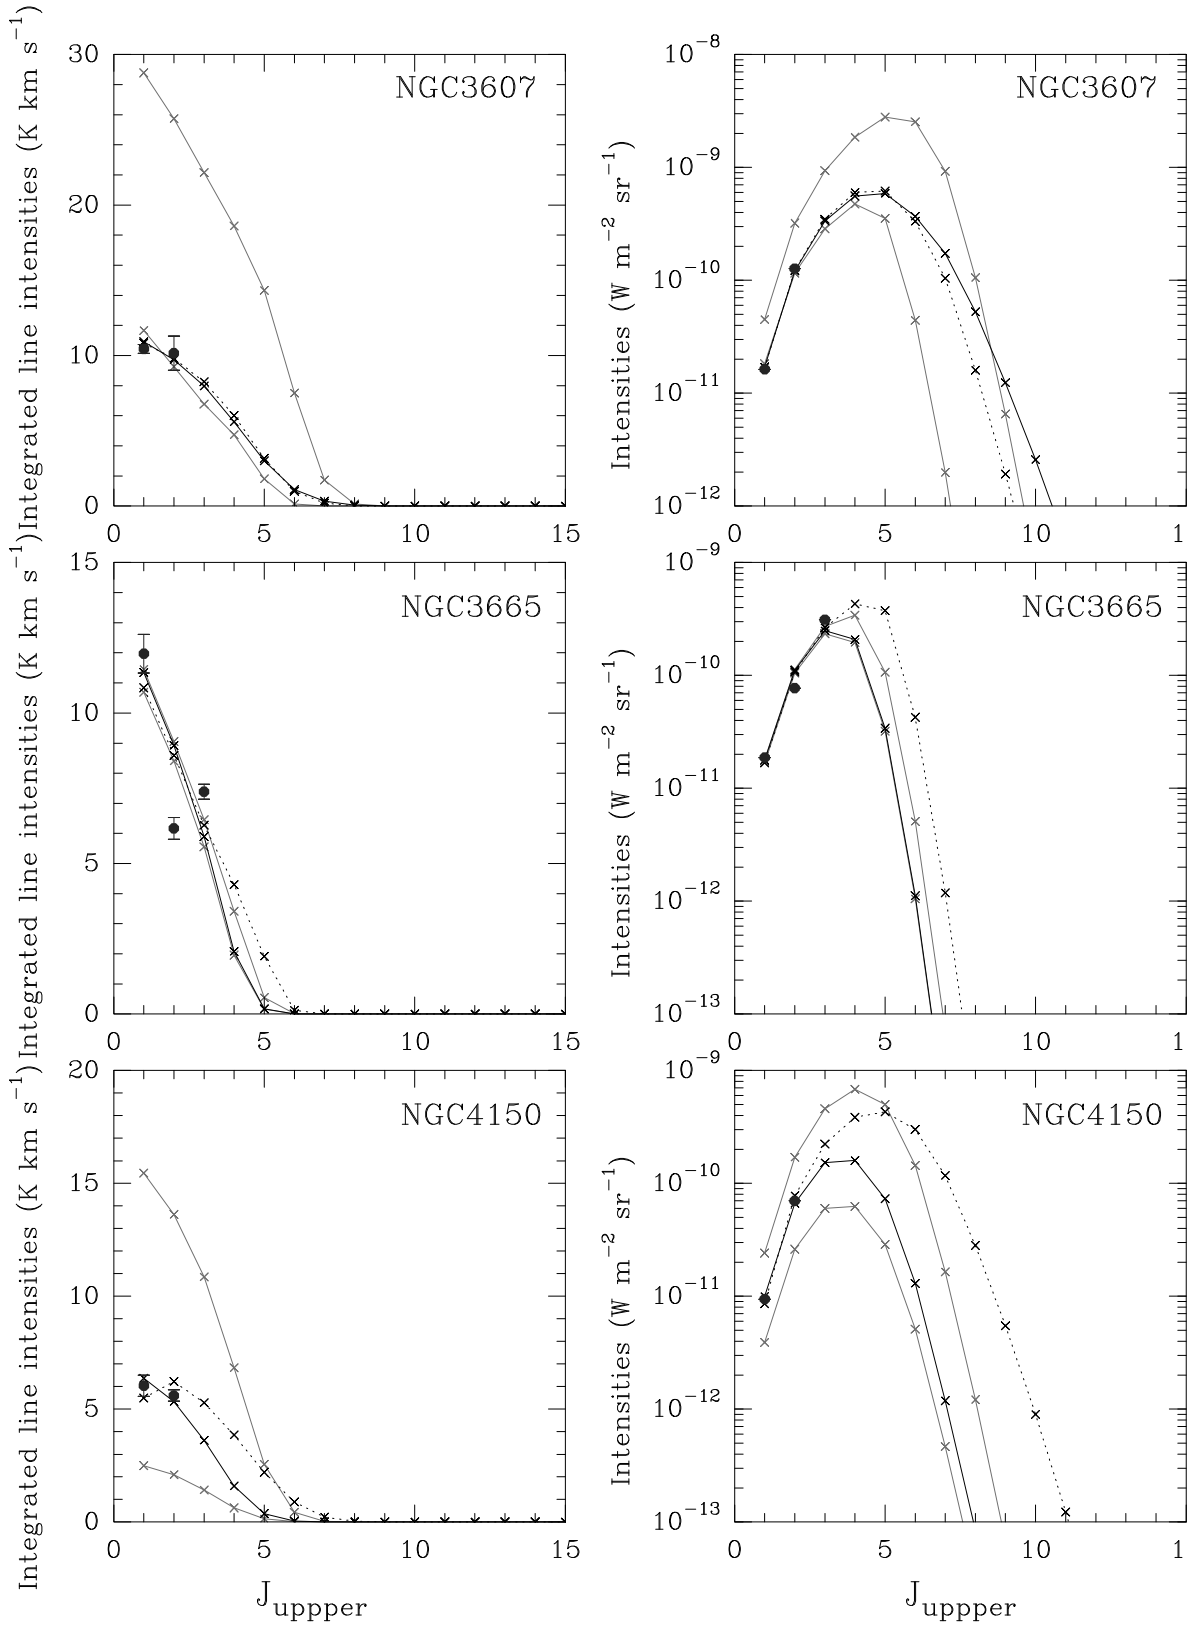 Integrated line intensities (K km s⁻¹)
30
20
10
0
0 5 10 15
NGC3607
Intensities (W m⁻² sr⁻¹)
10⁻⁸
10⁻⁹
10⁻¹⁰
10⁻¹¹
10⁻¹²
0 5 10 1
NGC3607
Integrated line intensities (K km s⁻¹)
15
10
5
0
0 5 10 15
NGC3665
Intensities (W m⁻² sr⁻¹)
10⁻⁹
10⁻¹⁰
10⁻¹¹
10⁻¹²
10⁻¹³
0 5 10 1
NGC3665
Integrated line intensities (K km s⁻¹)
20
15
10
5
0
0 5 10 15
NGC4150
J_uppper
Intensities (W m⁻² sr⁻¹)
10⁻⁹
10⁻¹⁰
10⁻¹¹
10⁻¹²
10⁻¹³
0 5 10 1
NGC4150
J_uppper